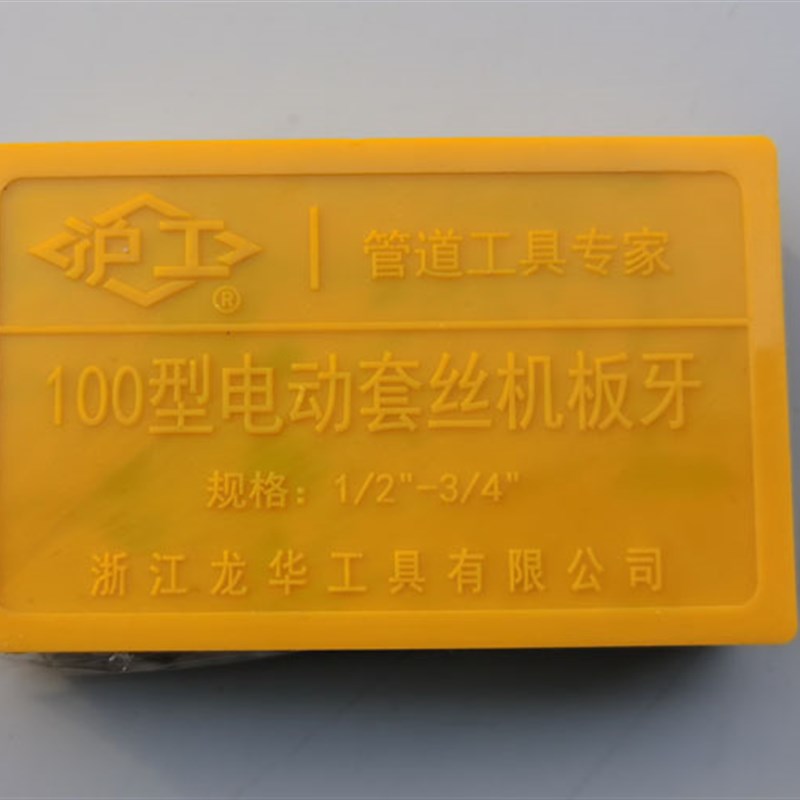 沪工® 管道工具专家
100型电动套丝机板牙
规格：1/2"-3/4"
浙江龙华工具有限公司